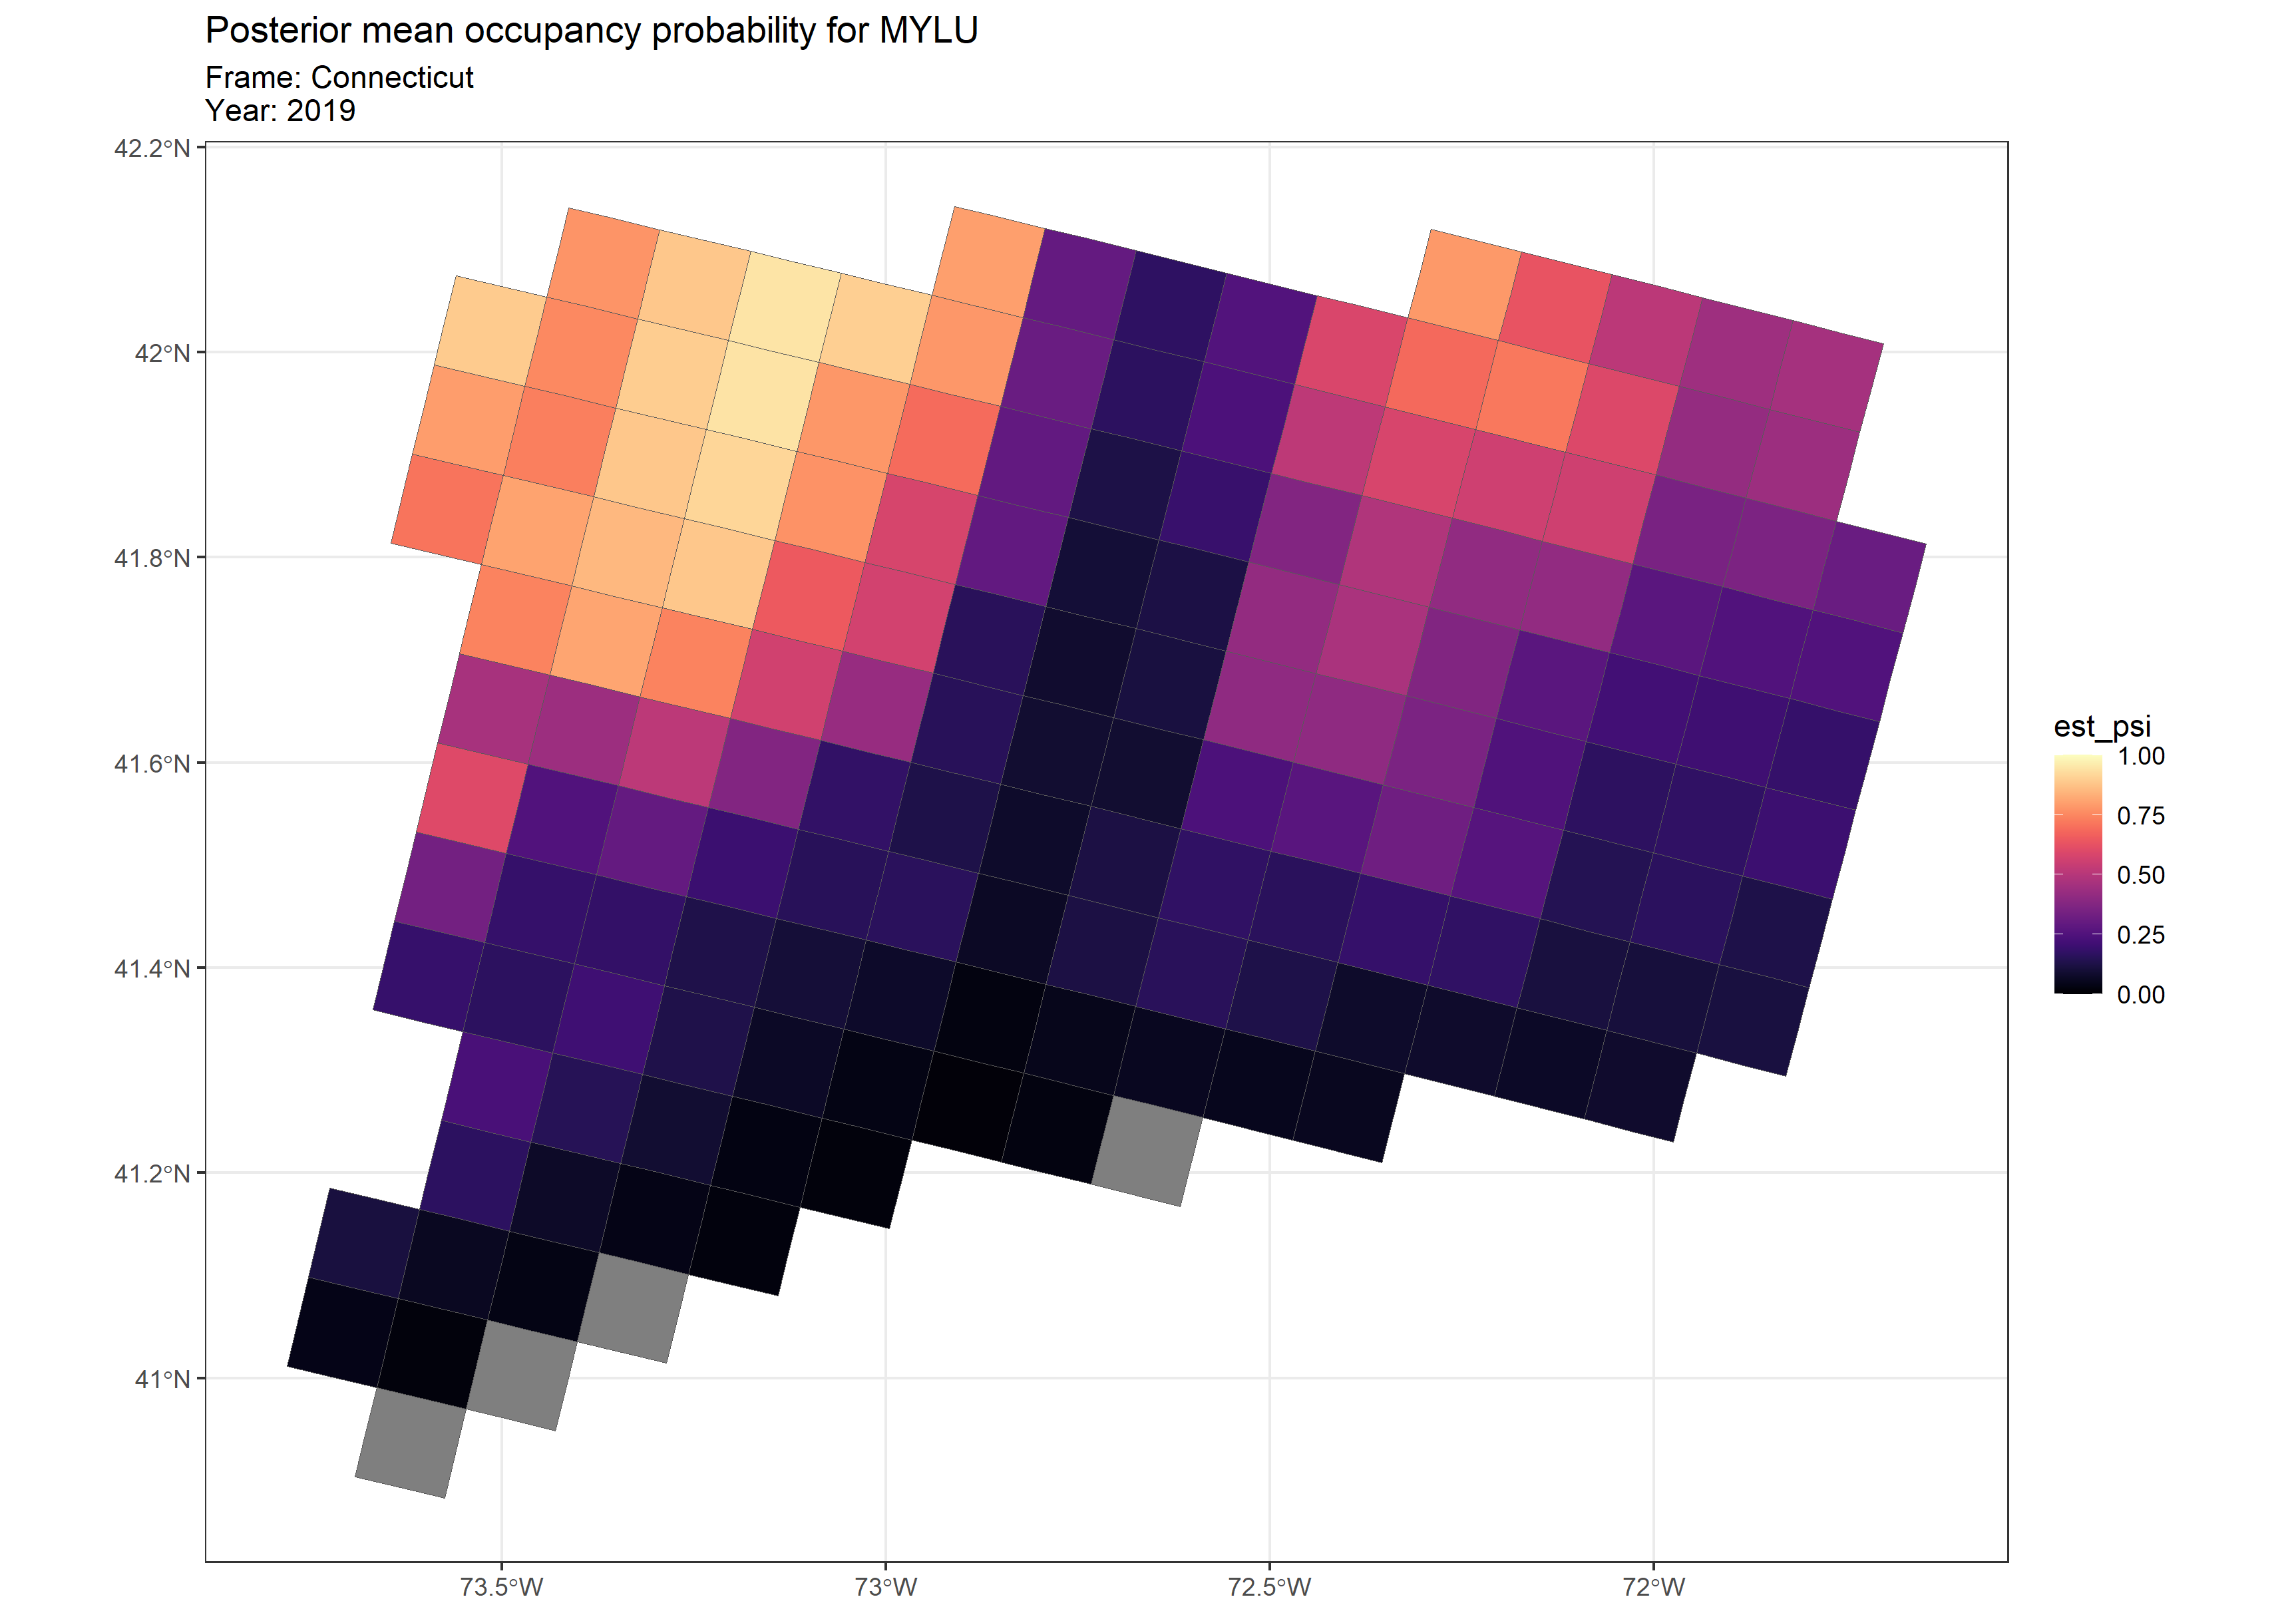 Posterior mean occupancy probability for MYLU
Frame: Connecticut
Year: 2019
42.2°N
42°N
41.8°N
41.6°N
41.4°N
41.2°N
41°N
73.5°W
73°W
72.5°W
72°W
est_psi
1.00
0.75
0.50
0.25
0.00